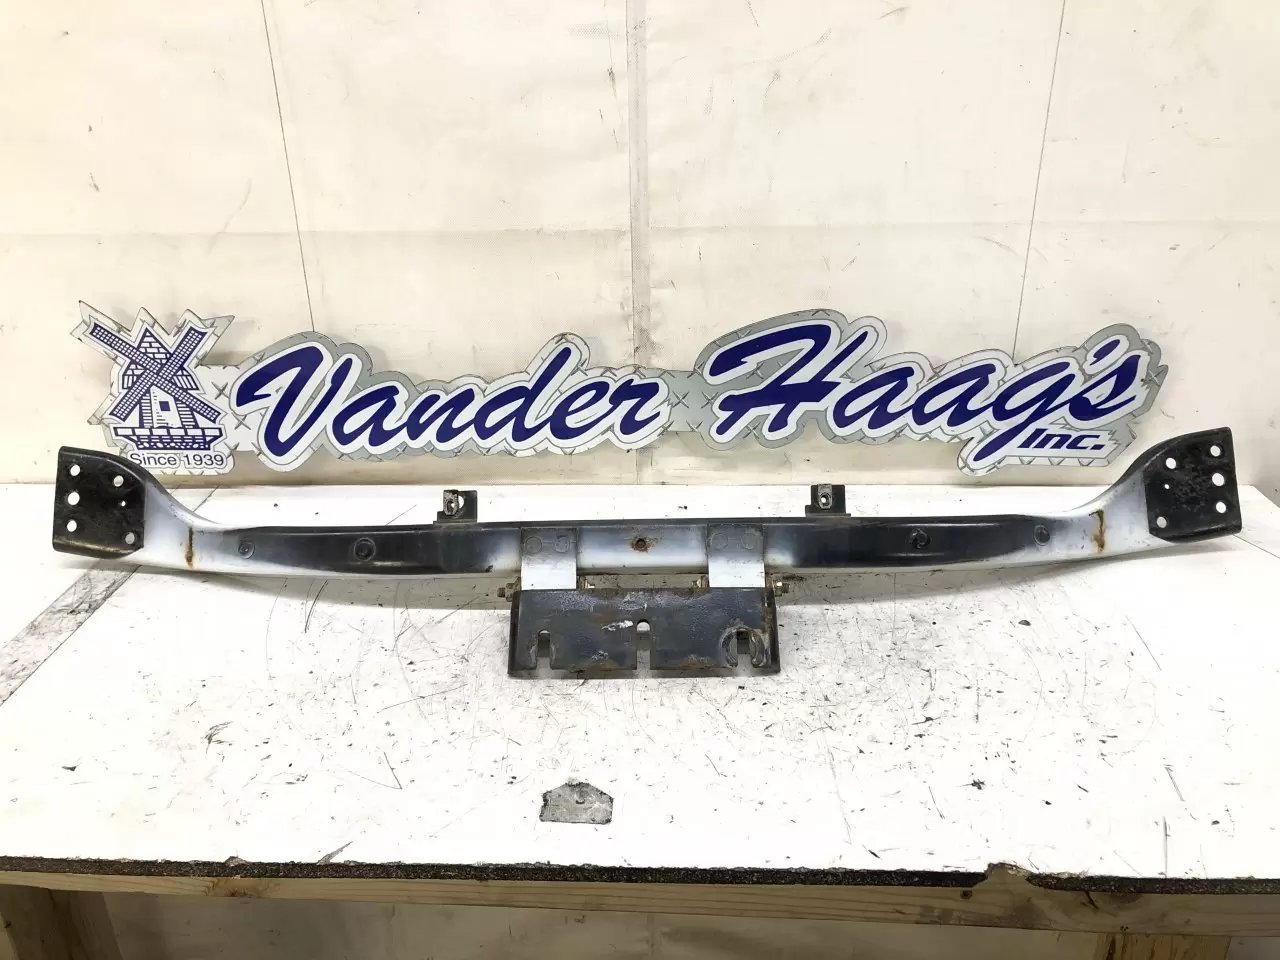 Vander Haag's
Inc.
Since 1939